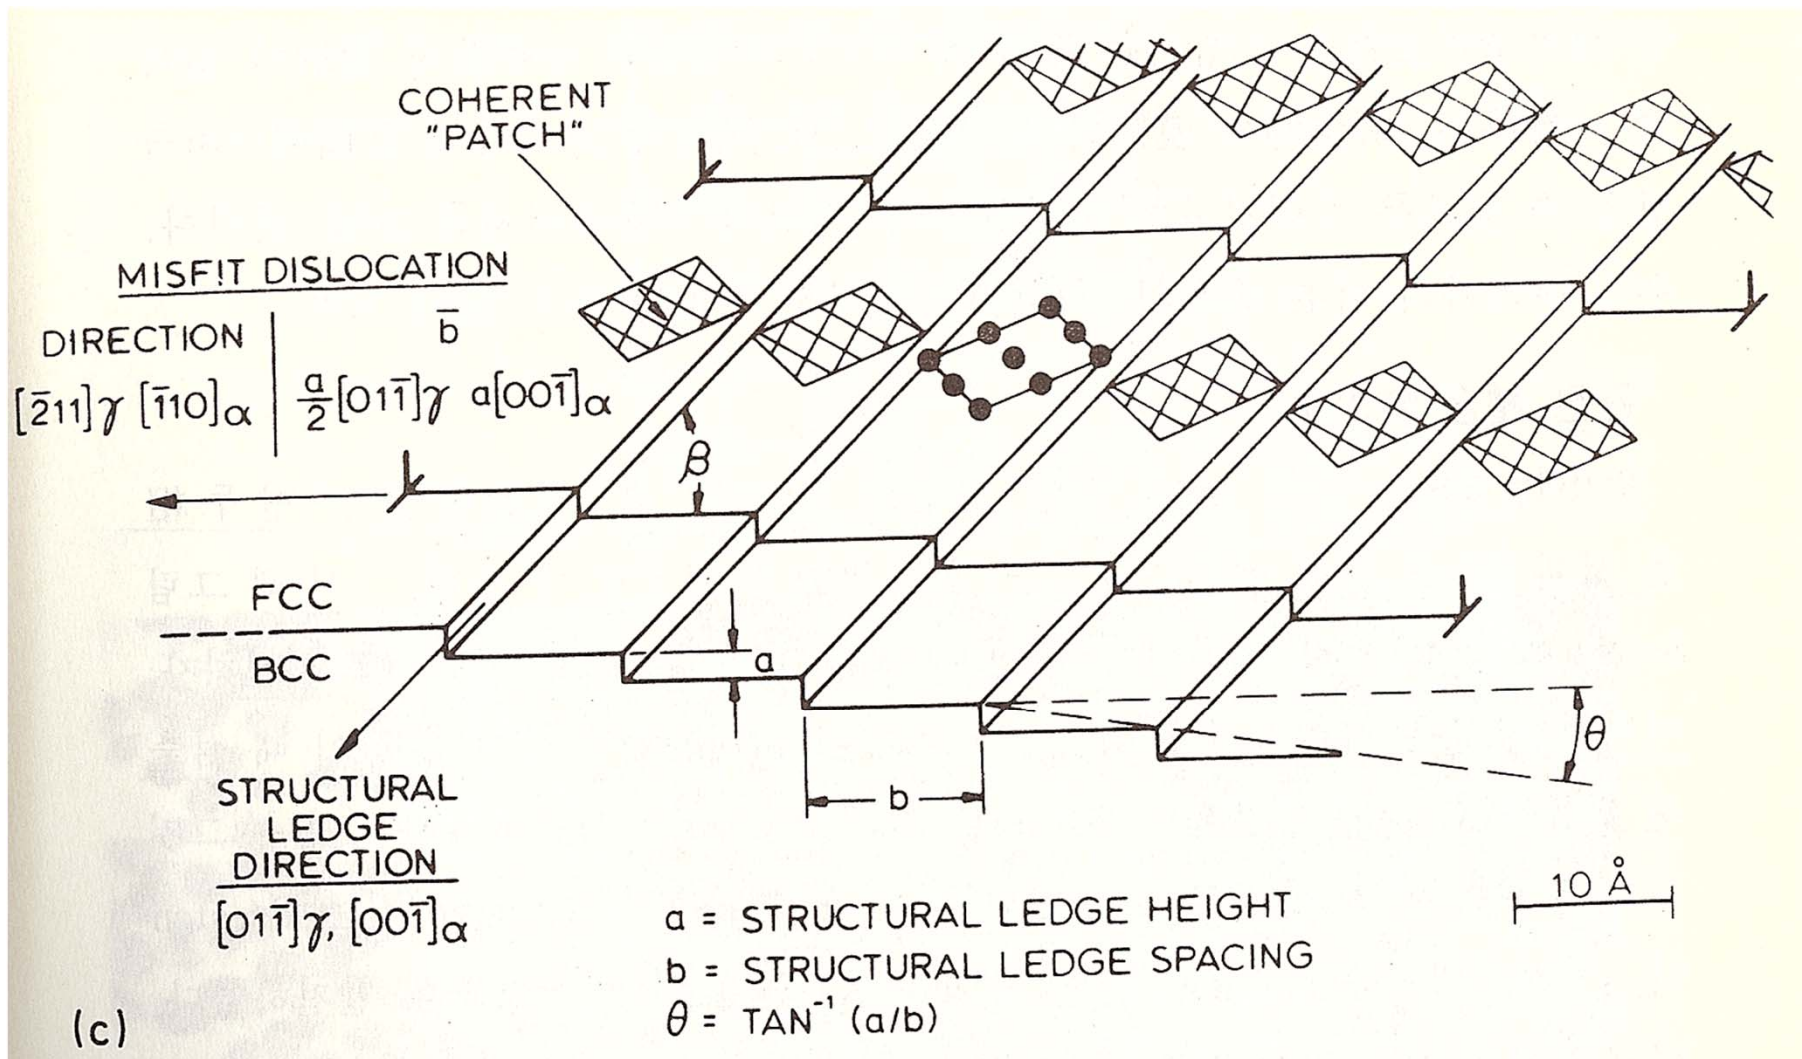 COHERENT
"PATCH"
MISF!T DISLOCATION
DIRECTION
b̄
[2̄11]γ [1̄10]α
a/2[011̄]γ a[001̄]α
β
FCC
BCC
a
b
θ
STRUCTURAL
LEDGE
DIRECTION
[011̄]γ, [001̄]α
10 Å
a = STRUCTURAL LEDGE HEIGHT
b = STRUCTURAL LEDGE SPACING
θ = TAN⁻¹ (a/b)
(c)